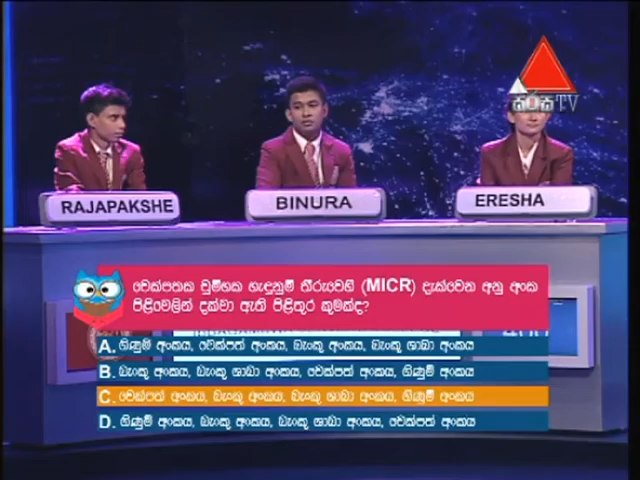 සිරස TV
RAJAPAKSHE
BINURA
ERESHA
චෙක්පතක චුම්භක හැඳුනුම් තීරුවෙහි (MICR) දැක්වෙන අනු අංක
පිළිවෙලින් දක්වා ඇති පිළිතුර කුමක්ද?
A. ගිණුම් අංකය, චෙක්පත් අංකය, බැංකු අංකය, බැංකු ශාඛා අංකය
B. බැංකු අංකය, බැංකු ශාඛා අංකය, චෙක්පත් අංකය, ගිණුම් අංකය
C. චෙක්පත් අංකය, බැංකු අංකය, බැංකු ශාඛා අංකය, ගිණුම් අංකය
D. ගිණුම් අංකය, බැංකු අංකය, බැංකු ශාඛා අංකය, චෙක්පත් අංකය